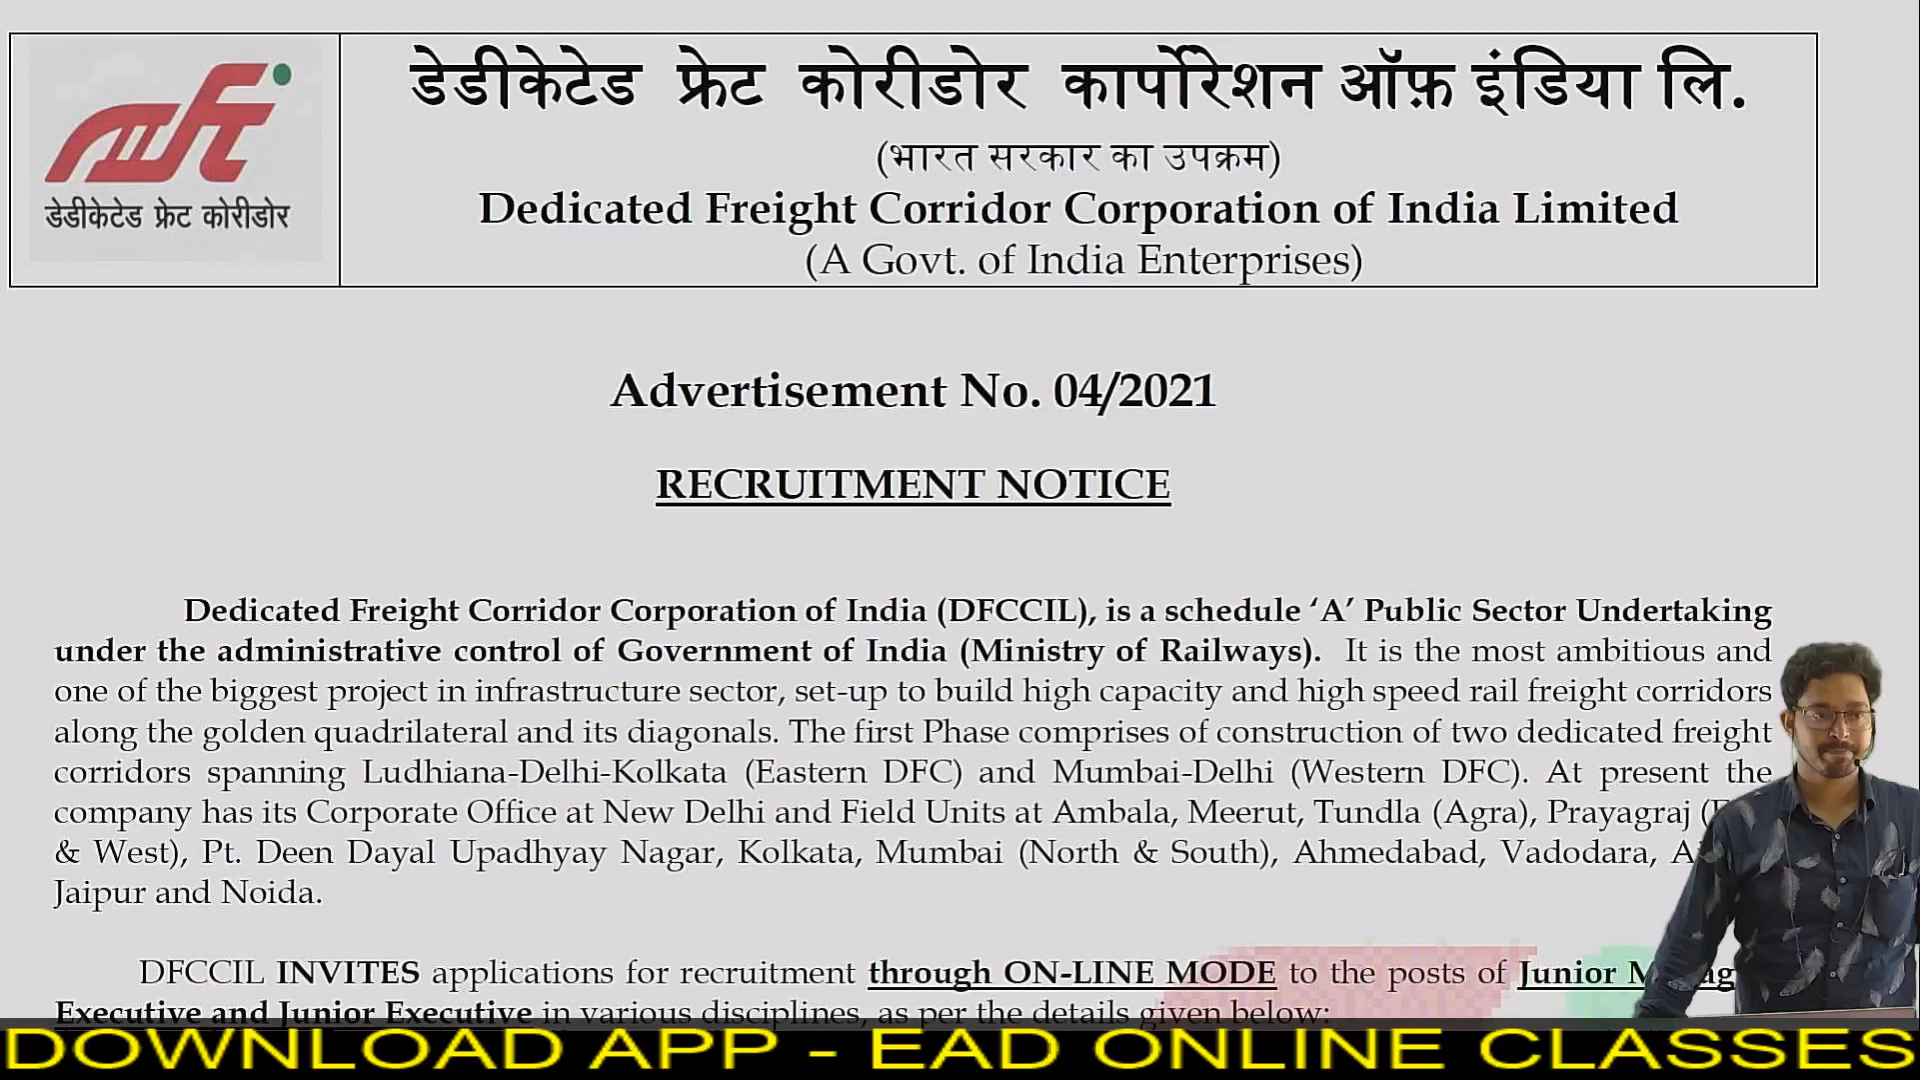 डेडीकेटेड फ्रेट कोरीडोर
डेडीकेटेड फ्रेट कोरीडोर कार्पोरेशन ऑफ़ इंडिया लि.
(भारत सरकार का उपक्रम)
Dedicated Freight Corridor Corporation of India Limited
(A Govt. of India Enterprises)
Advertisement No. 04/2021
RECRUITMENT NOTICE
Dedicated Freight Corridor Corporation of India (DFCCIL), is a schedule ‘A’ Public Sector Undertaking
under the administrative control of Government of India (Ministry of Railways). It is the most ambitious and
one of the biggest project in infrastructure sector, set-up to build high capacity and high speed rail freight corridors
along the golden quadrilateral and its diagonals. The first Phase comprises of construction of two dedicated freight
corridors spanning Ludhiana-Delhi-Kolkata (Eastern DFC) and Mumbai-Delhi (Western DFC). At present the
company has its Corporate Office at New Delhi and Field Units at Ambala, Meerut, Tundla (Agra), Prayagraj
& West), Pt. Deen Dayal Upadhyay Nagar, Kolkata, Mumbai (North & South), Ahmedabad, Vadodara,
Jaipur and Noida.
DFCCIL INVITES applications for recruitment through ON-LINE MODE to the posts of Junior
Executive and Junior Executive in various disciplines, as per the details given below:
DOWNLOAD APP - EAD ONLINE CLASSES